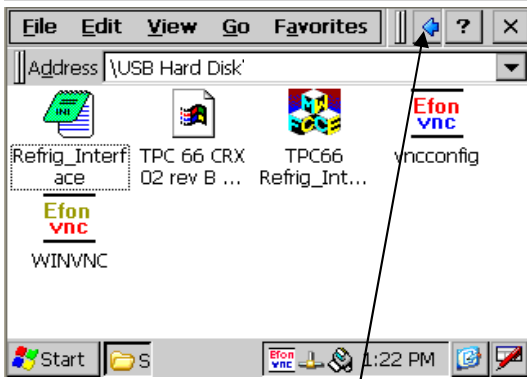 File Edit View Go Favorites ? ×
Address \USB Hard Disk'
INI
Efon
vnc
Refrig_Interf
ace
TPC 66 CRX
02 rev B ...
TPC66
Refrig_Int...
vncconfig
Efon
vnc
WINVNC
Start S Efon vnc 1:22 PM